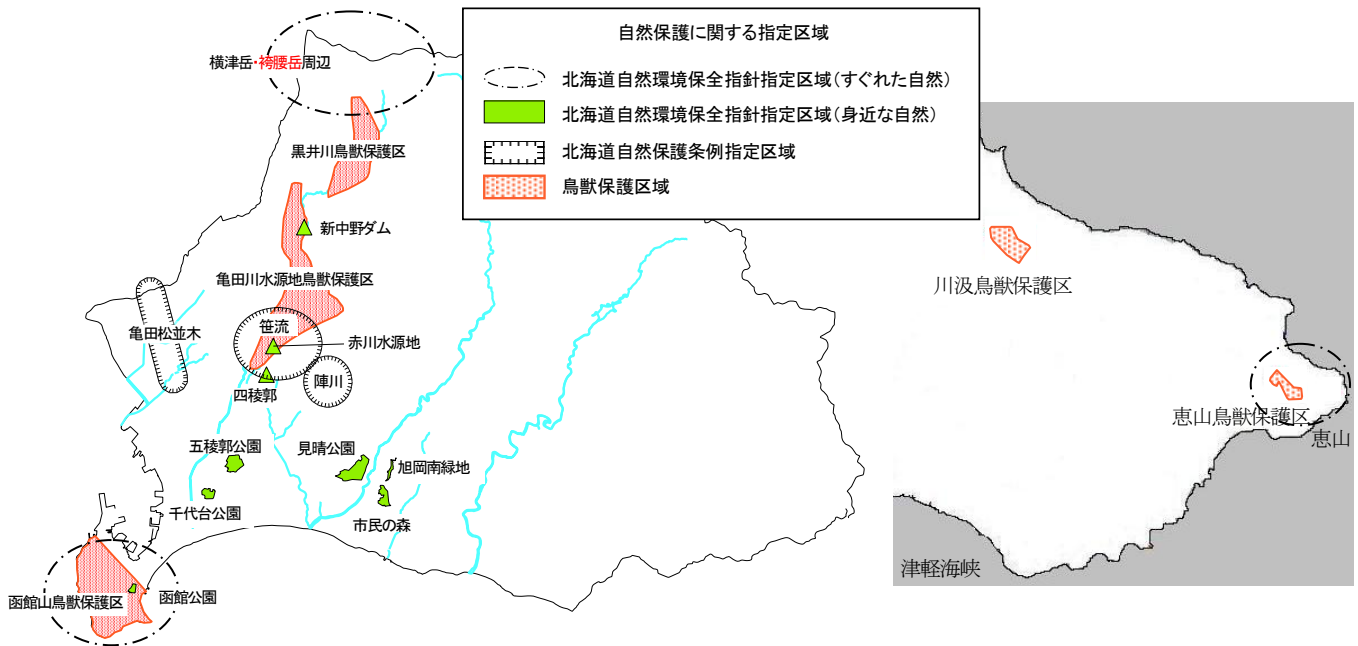 自然保護に関する指定区域
北海道自然環境保全指針指定区域(すぐれた自然)
北海道自然環境保全指針指定区域(身近な自然)
北海道自然保護条例指定区域
鳥獣保護区域
横津岳・袴腰岳周辺
黒井川鳥獣保護区
新中野ダム
亀田川水源地鳥獣保護区
亀田松並木
笹流
赤川水源地
陣川
四稜郭
五稜郭公園
見晴公園
旭岡南緑地
千代台公園
市民の森
函館山鳥獣保護区
函館公園
川汲鳥獣保護区
恵山鳥獣保護区
恵山
津軽海峡